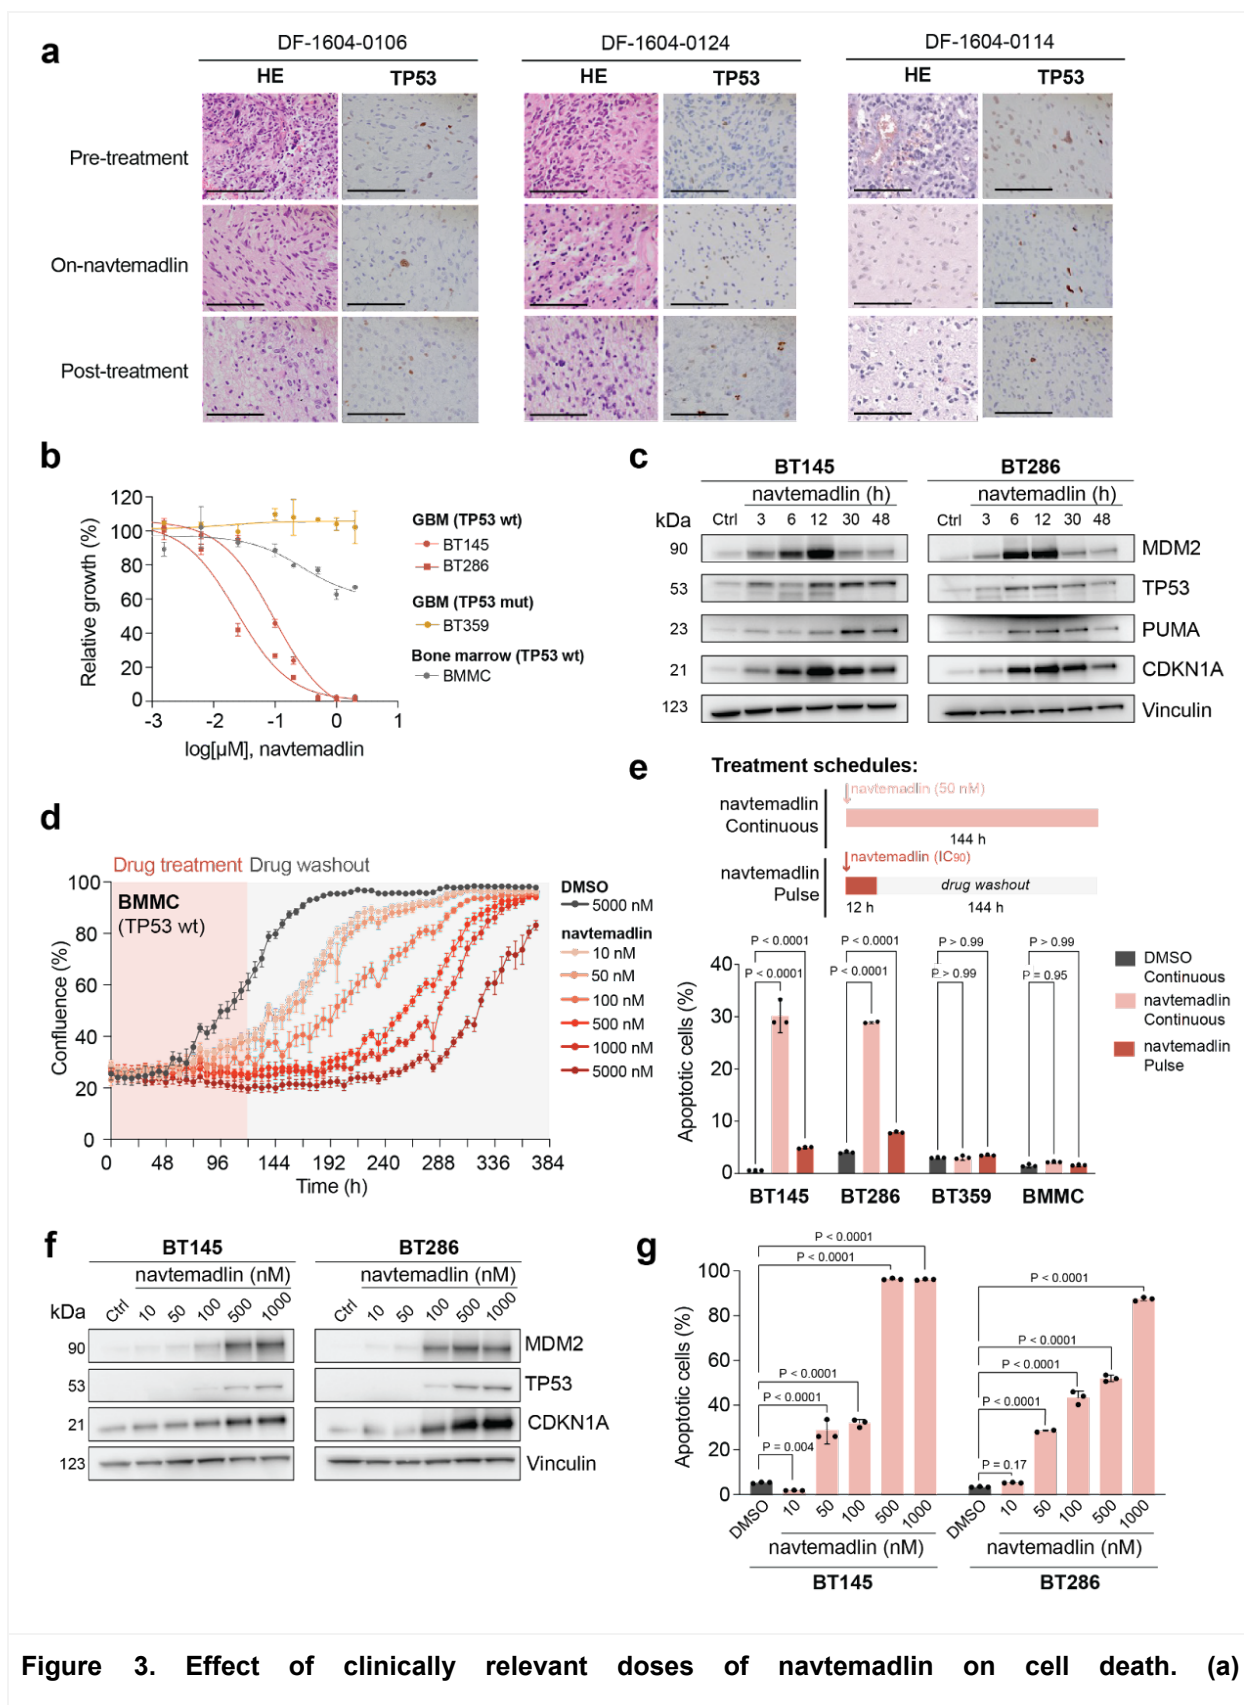 a
DF-1604-0106 DF-1604-0124 DF-1604-0114
HE TP53 HE TP53 HE TP53
Pre-treatment
On-navtemadlin
Post-treatment
b
Relative growth (%)
120
100
80
60
40
20
0
-3 -2 -1 0 1
log[µM], navtemadlin
GBM (TP53 wt)
BT145
BT286
GBM (TP53 mut)
BT359
Bone marrow (TP53 wt)
BMMC
c
BT145 BT286
navtemadlin (h) navtemadlin (h)
kDa Ctrl 3 6 12 30 48 Ctrl 3 6 12 30 48
90 MDM2
53 TP53
23 PUMA
21 CDKN1A
123 Vinculin
d
Drug treatment Drug washout
BMMC
(TP53 wt)
Confluence (%)
100
80
60
40
20
0
0 48 96 144 192 240 288 336 384
Time (h)
DMSO
5000 nM
navtemadlin
10 nM
50 nM
100 nM
500 nM
1000 nM
5000 nM
e
Treatment schedules:
navtemadlin (50 nM)
navtemadlin
Continuous
144 h
navtemadlin (IC90)
navtemadlin
Pulse
drug washout
12 h 144 h
P < 0.0001 P < 0.0001 P > 0.99 P > 0.99
P < 0.0001 P < 0.0001 P > 0.99 P = 0.95
Apoptotic cells (%)
40
30
20
10
0
BT145 BT286 BT359 BMMC
DMSO
Continuous
navtemadlin
Continuous
navtemadlin
Pulse
f
BT145 BT286
navtemadlin (nM) navtemadlin (nM)
kDa Ctrl 10 50 100 500 1000 Ctrl 10 50 100 500 1000
90 MDM2
53 TP53
21 CDKN1A
123 Vinculin
g
Apoptotic cells (%)
100
80
60
40
20
0
P < 0.0001
P < 0.0001
P < 0.0001
P < 0.0001
P = 0.004
P < 0.0001
P < 0.0001
P < 0.0001
P < 0.0001
P = 0.17
DMSO 10 50 100 500 1000 DMSO 10 50 100 500 1000
navtemadlin (nM) navtemadlin (nM)
BT145 BT286
Figure 3. Effect of clinically relevant doses of navtemadlin on cell death. (a)